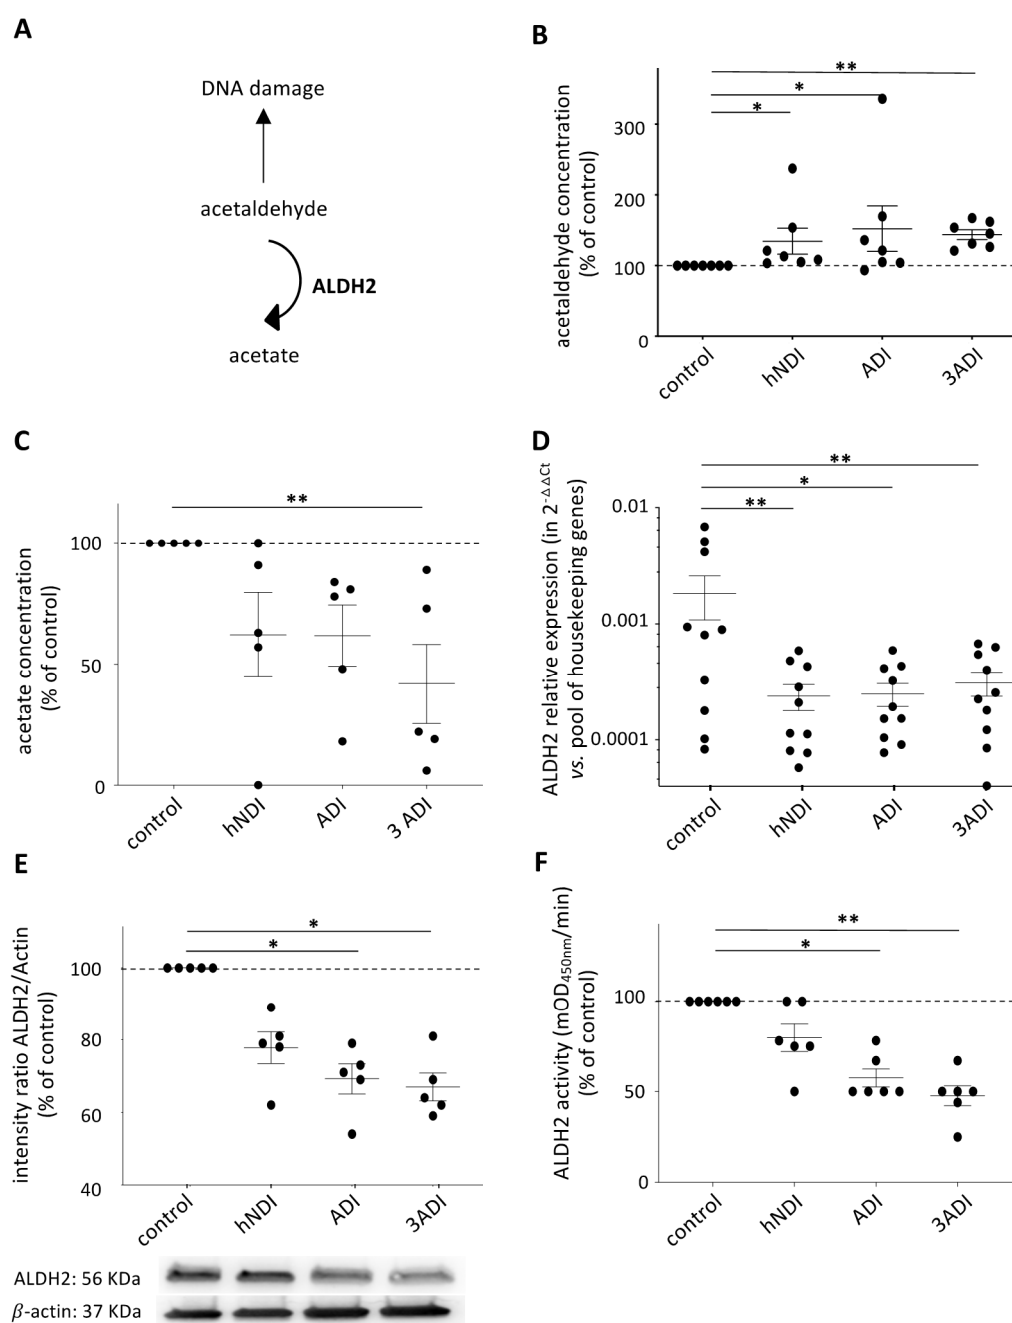 A
DNA damage
acetaldehyde
ALDH2
acetate
B
acetaldehyde concentration
(% of control)
**
*
*
300
200
100
0
control
hNDI
ADI
3ADI
C
acetate concentration
(% of control)
**
100
50
0
control
hNDI
ADI
3 ADI
D
ALDH2 relative expression (in 2^-△△Ct
vs. pool of housekeeping genes)
**
*
**
0.01
0.001
0.0001
control
hNDI
ADI
3ADI
E
intensity ratio ALDH2/Actin
(% of control)
*
*
100
80
60
40
control
hNDI
ADI
3ADI
ALDH2: 56 KDa
β-actin: 37 KDa
F
ALDH2 activity (mOD450nm/min)
(% of control)
**
*
100
50
0
control
hNDI
ADI
3ADI